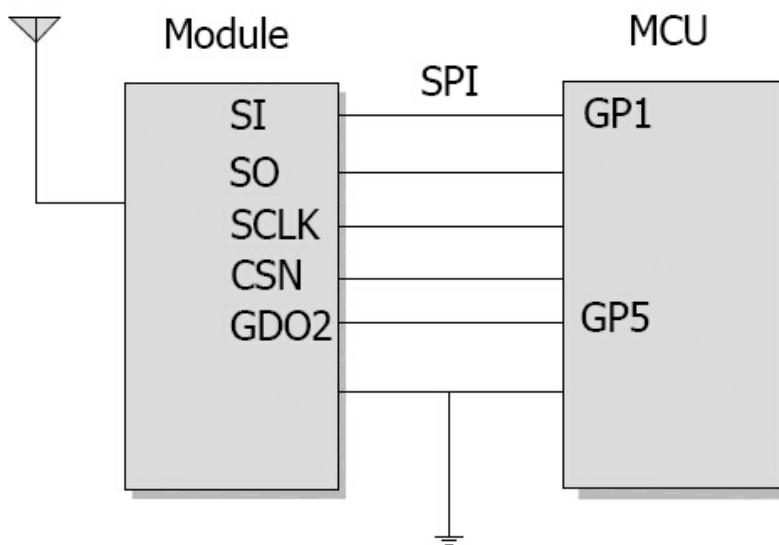 Module
MCU
SPI
SI
GP1
SO
SCLK
CSN
GDO2
GP5